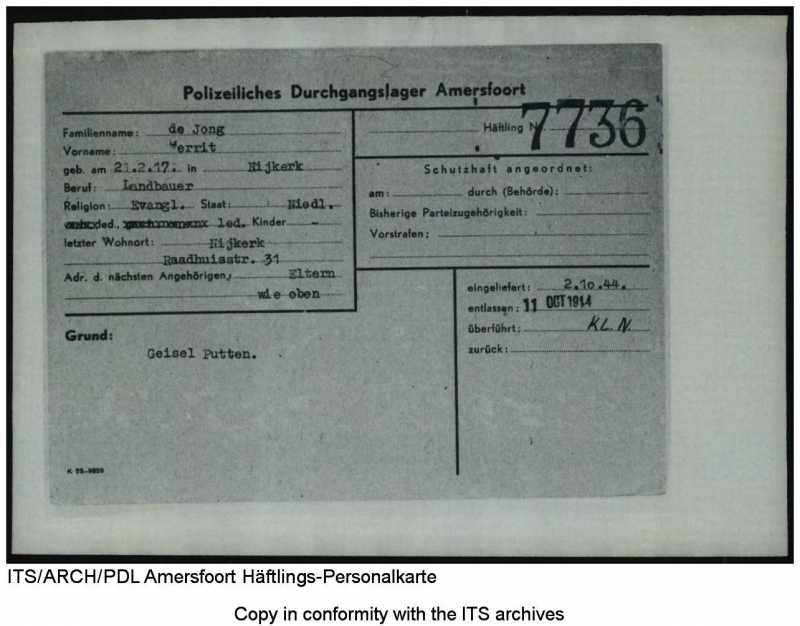 Polizeiliches Durchgangslager Amersfoort
Familienname: de Jong
Vorname: Gerrit
geb. am 21.2.17. in Nijkerk
Beruf: Landbauer
Religion: Evangl. Staat: Niedl.
led. Kinder -
letzter Wohnort: Nijkerk
Raadhuisstr. 31
Adr. d. nächsten Angehörigen, Eltern
wie oben
Häftling N 7736
Schutzhaft angeordnet:
am: durch (Behörde):
Bisherige Parteizugehörigkeit:
Vorstrafen:
eingeliefert: 2.10.44.
entlassen: 11 OCT 1944
überführt: KL. N.
zurück:
Grund:
Geisel Putten.
K 73-9859
ITS/ARCH/PDL Amersfoort Häftlings-Personalkarte
Copy in conformity with the ITS archives